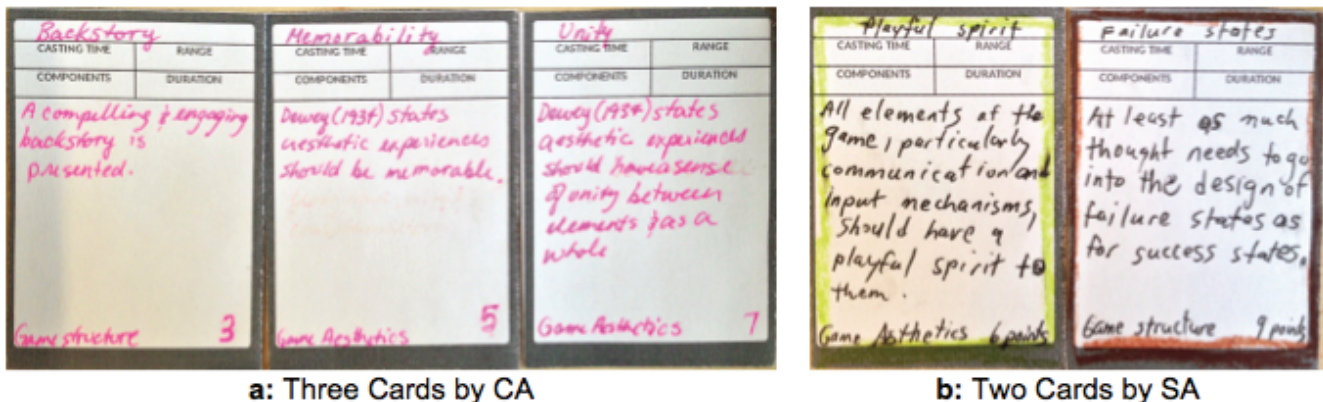 Backstory
CASTING TIME RANGE
COMPONENTS DURATION
A compelling & engaging
backstory is
presented.
Game structure 3
Memorability
CASTING TIME RANGE
COMPONENTS DURATION
Dewey (1934) states
aesthetic experiences
should be memorable.
Game Aesthetics 5
Unity
CASTING TIME RANGE
COMPONENTS DURATION
Dewey (1934) states
aesthetic experiences
should have a sense
of unity between
elements & as a
whole
Game Aesthetics 7
a: Three Cards by CA
Playful spirit
CASTING TIME RANGE
COMPONENTS DURATION
All elements of the
game, particularly
communication and
input mechanisms,
should have a
playful spirit to
them.
Game Asthetics 6 points
Failure states
CASTING TIME RANGE
COMPONENTS DURATION
At least as much
thought needs to go
into the design of
failure states as
for success states.
Game structure 9 points
b: Two Cards by SA